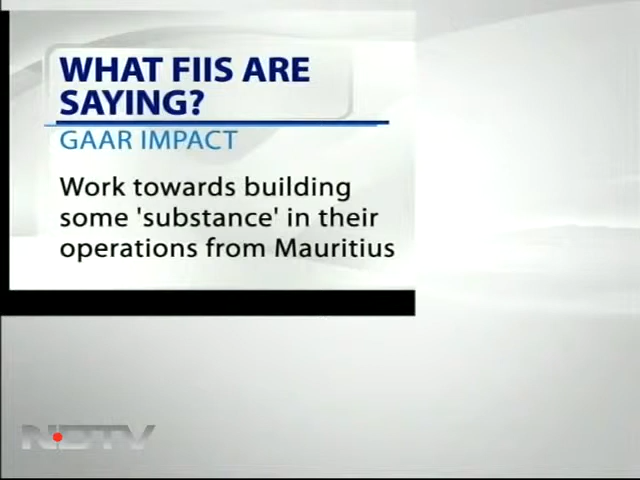 WHAT FIIS ARE
SAYING?
GAAR IMPACT
Work towards building
some 'substance' in their
operations from Mauritius
NDTV